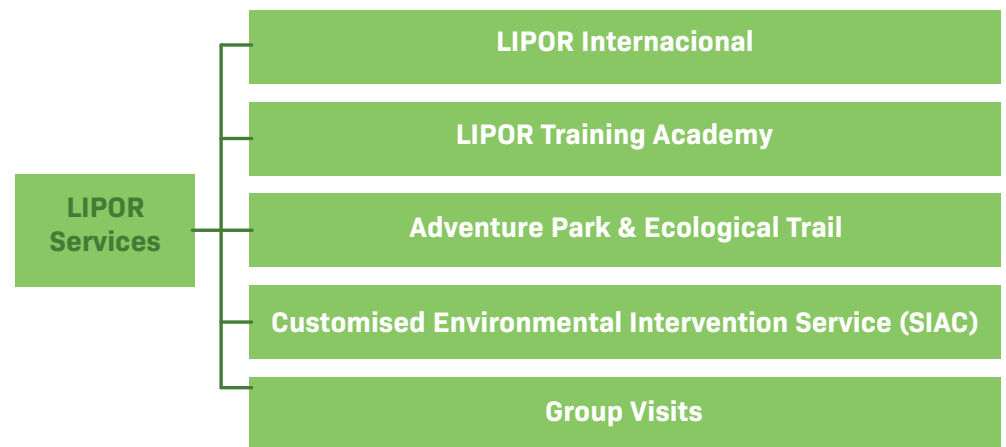 LIPOR Internacional
LIPOR Training Academy
LIPOR
Services
Adventure Park & Ecological Trail
Customised Environmental Intervention Service (SIAC)
Group Visits